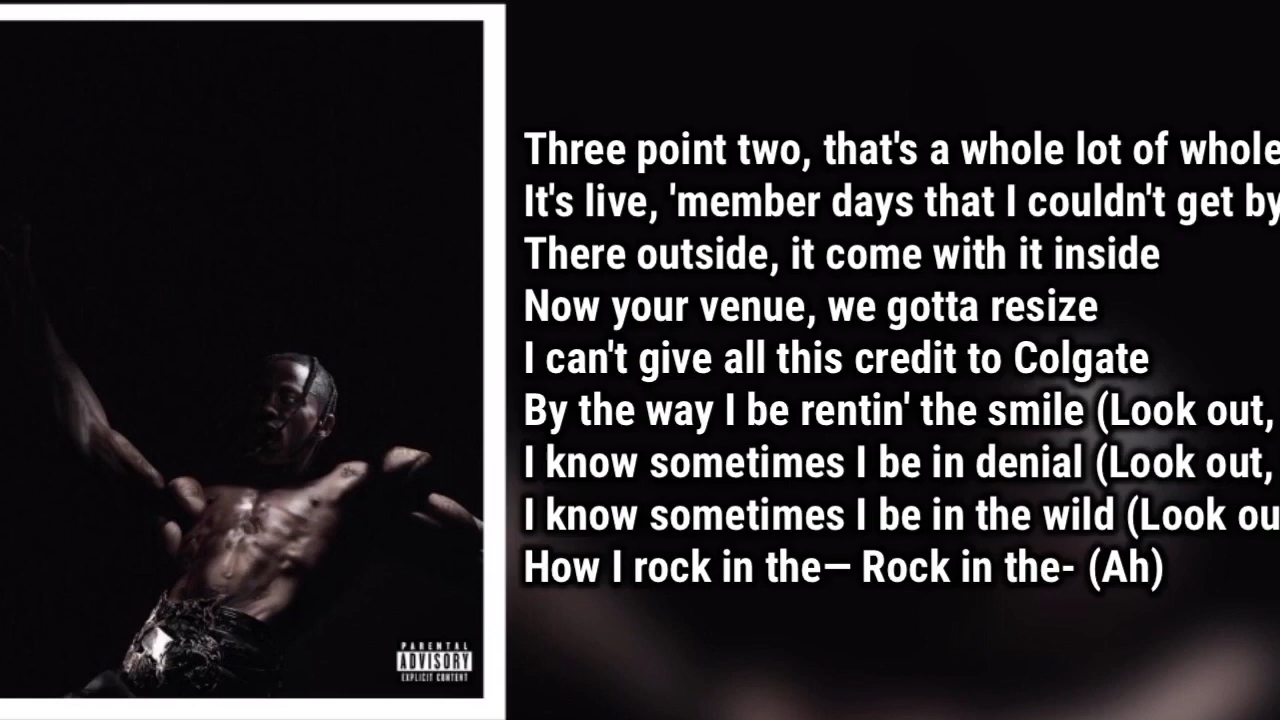 Three point two, that's a whole lot of whole
It's live, 'member days that I couldn't get by
There outside, it come with it inside
Now your venue, we gotta resize
I can't give all this credit to Colgate
By the way I be rentin' the smile (Look out,
I know sometimes I be in denial (Look out,
I know sometimes I be in the wild (Look ou
How I rock in the— Rock in the- (Ah)
PARENTAL
ADVISORY
EXPLICIT CONTENT